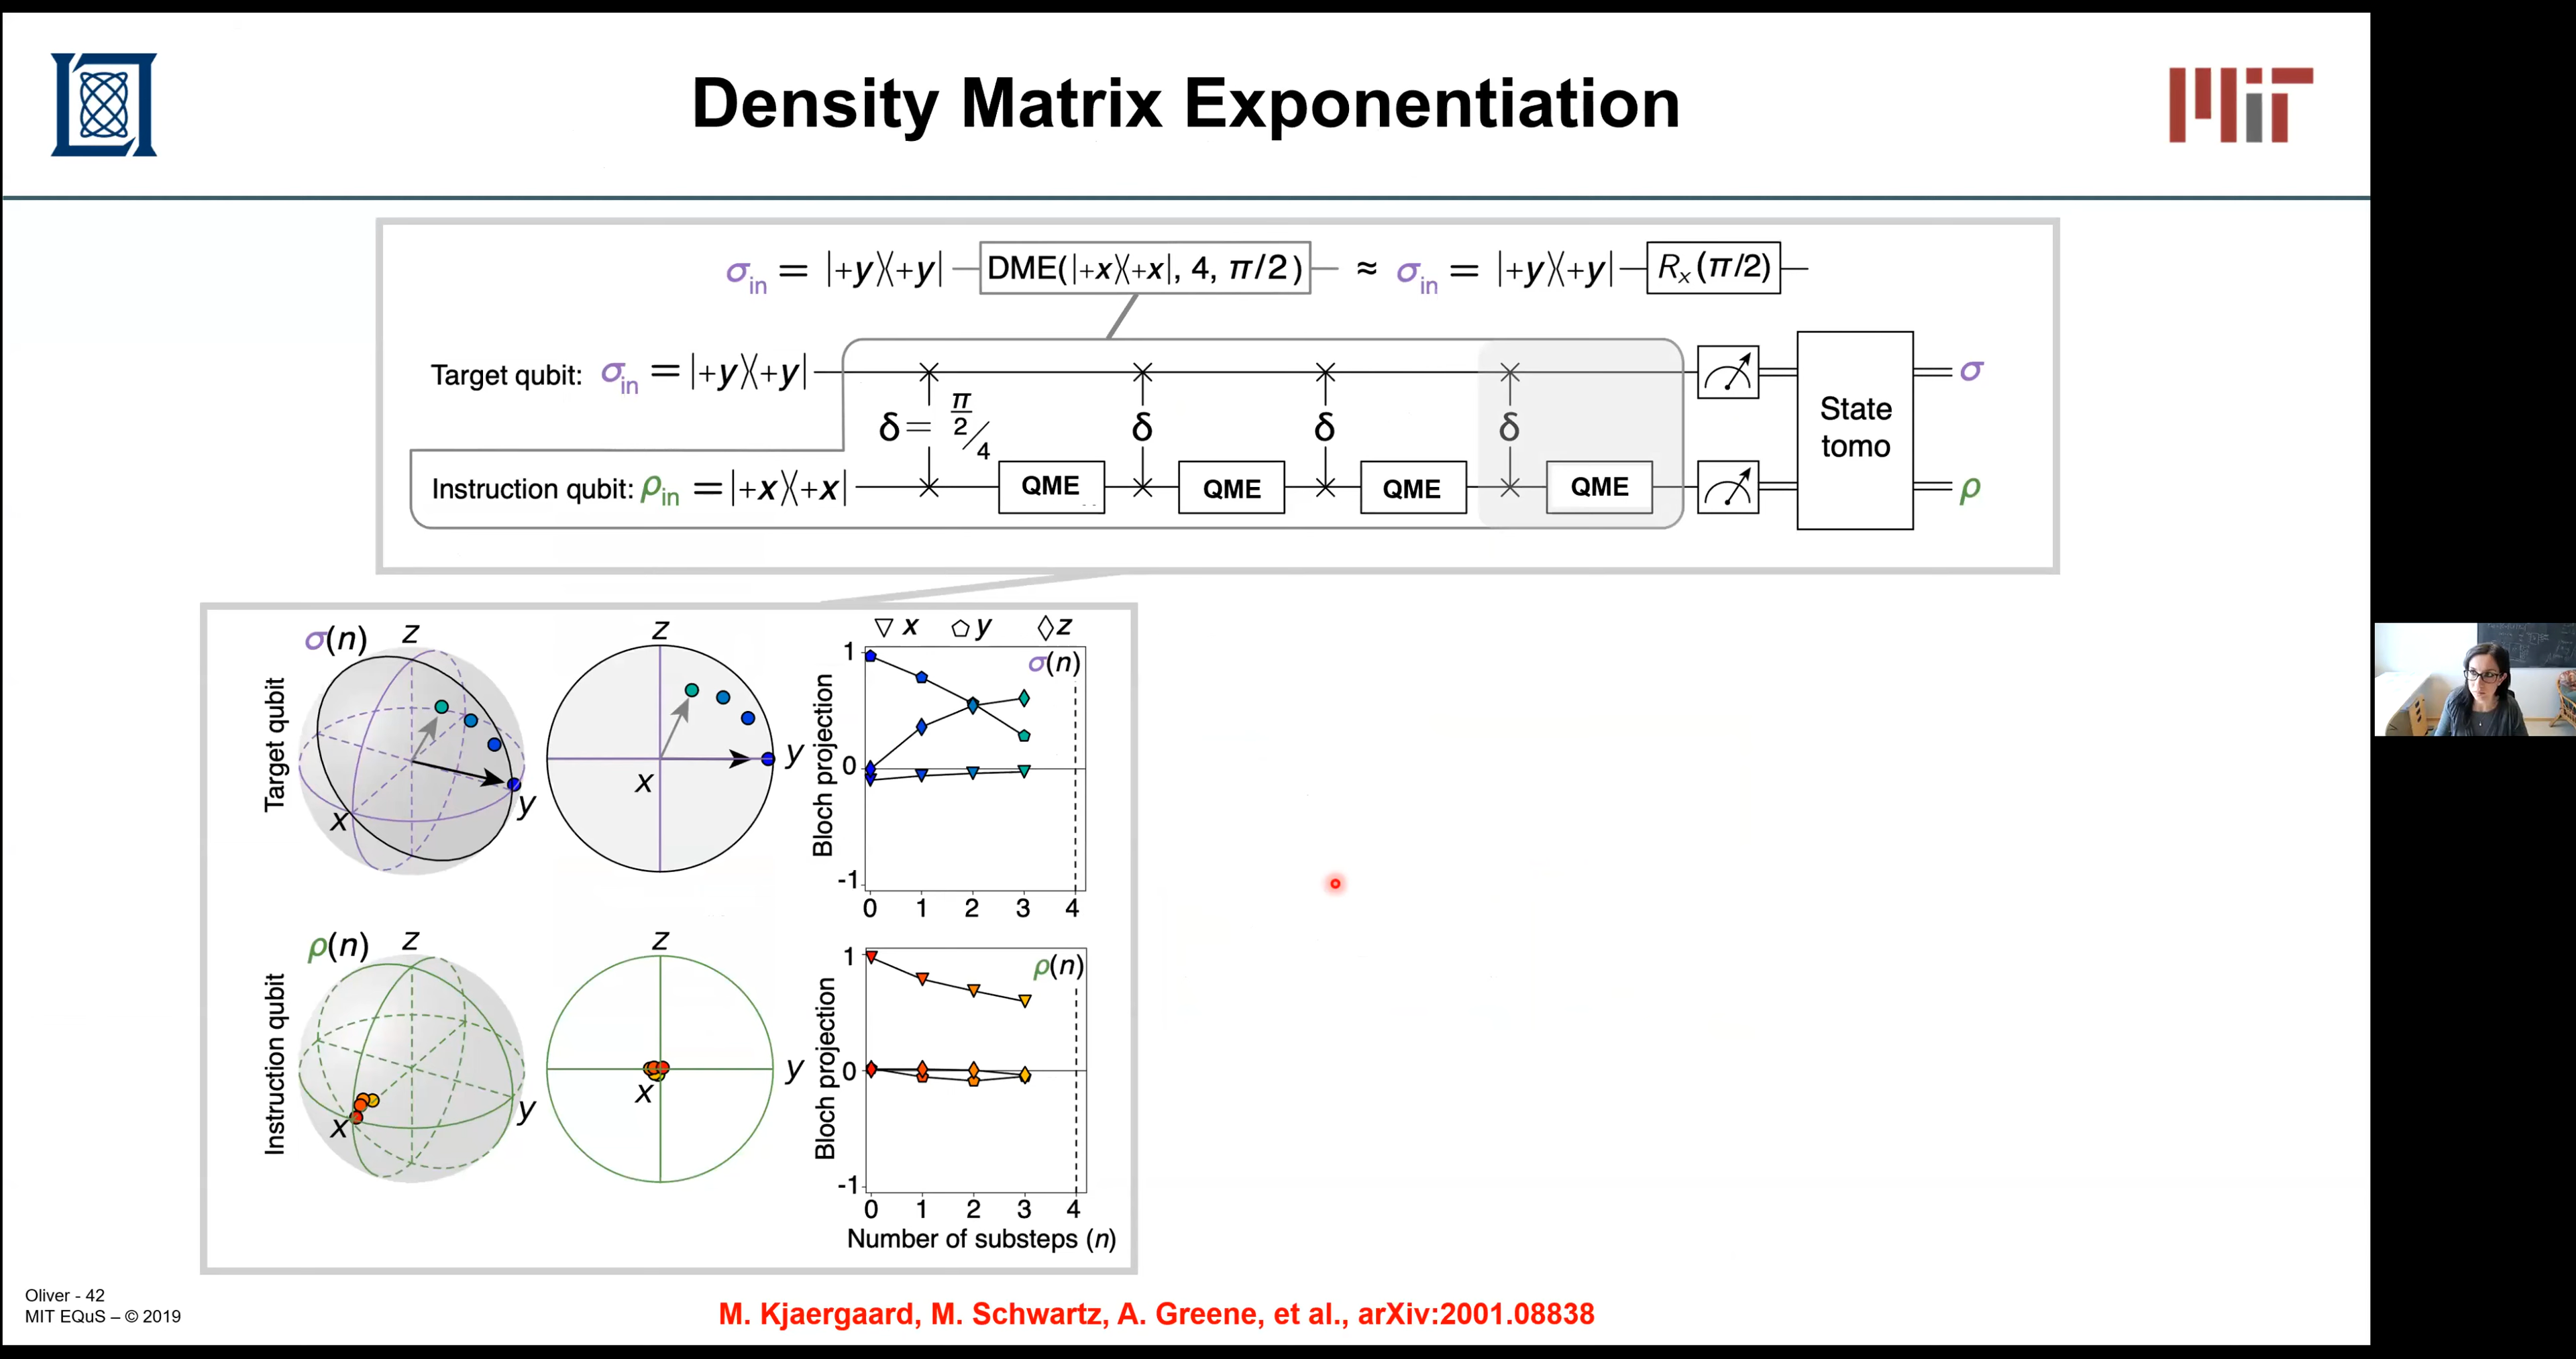 Density Matrix Exponentiation
MIT
σin = |+y⟩⟨+y| DME(|+x⟩⟨+x|, 4, π/2) ≈ σin = |+y⟩⟨+y| Rx(π/2)
Target qubit: σin = |+y⟩⟨+y|
δ = π/2/4 δ δ δ
Instruction qubit: ρin = |+x⟩⟨+x| QME QME QME QME
State tomo
σ
ρ
Target qubit
σ(n) z
x
y
z
y
x
▽ x ⬠ y ◇ z
Bloch projection
σ(n)
1
0
-1
0 1 2 3 4
Instruction qubit
ρ(n) z
x
y
z
y
x
Bloch projection
ρ(n)
1
0
-1
0 1 2 3 4
Number of substeps (n)
Oliver - 42
MIT EQuS – © 2019
M. Kjaergaard, M. Schwartz, A. Greene, et al., arXiv:2001.08838